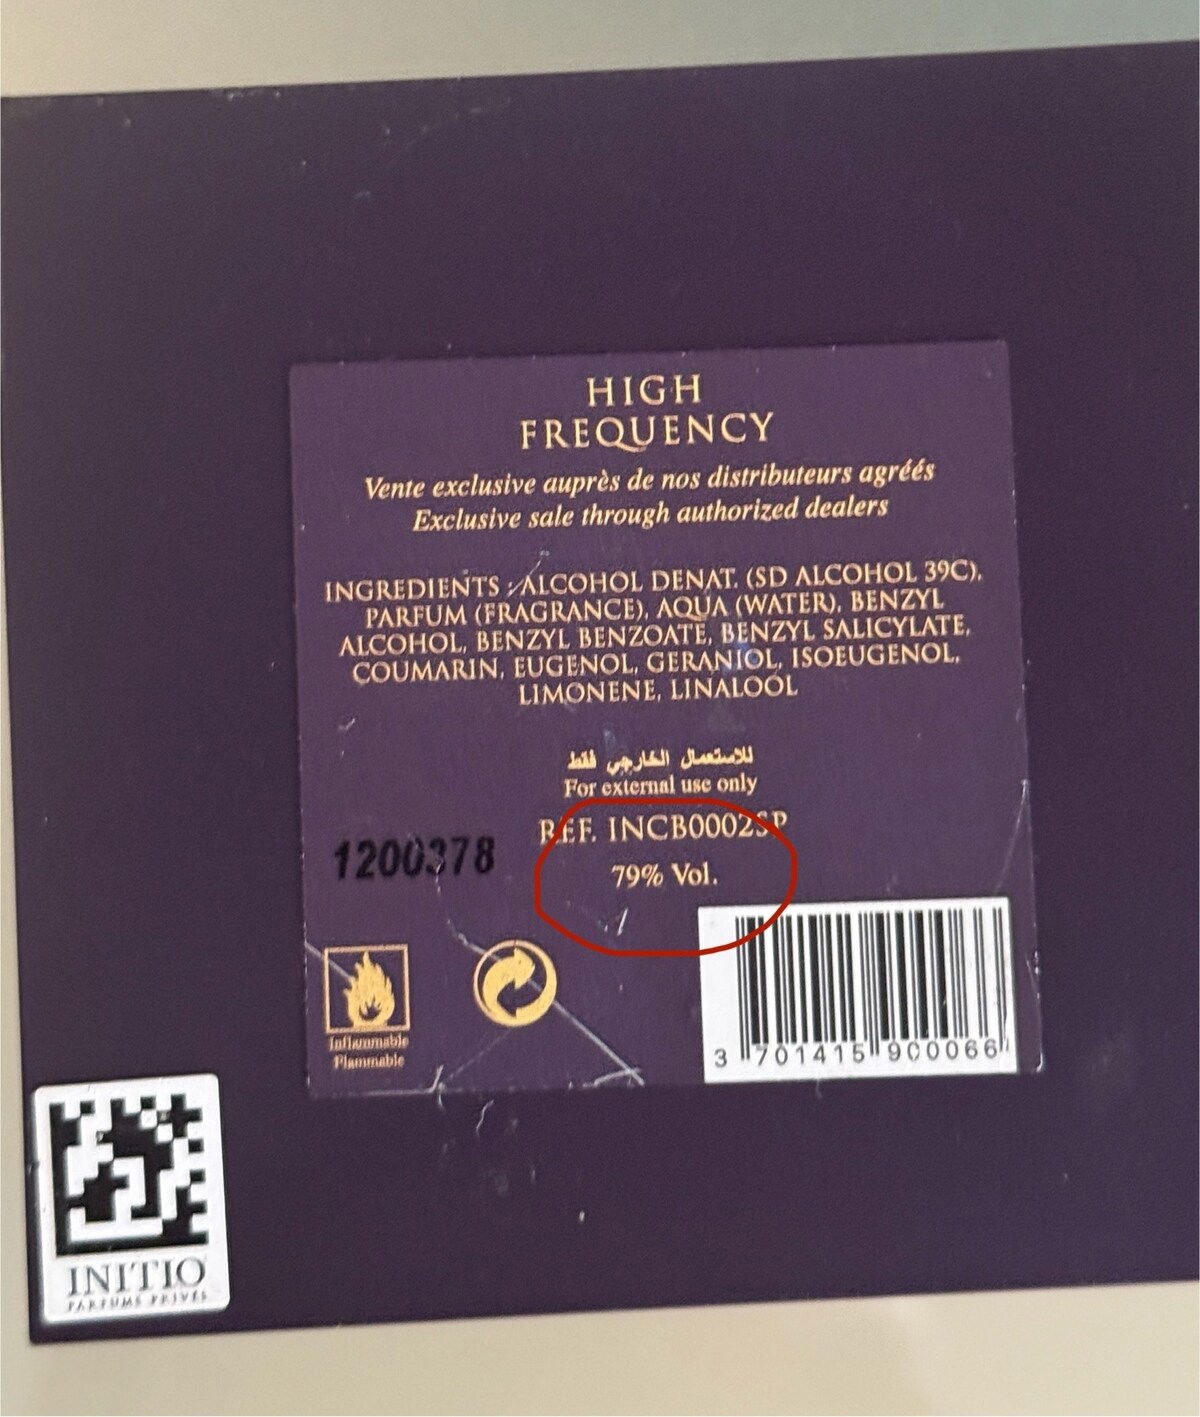 HIGH
FREQUENCY
Vente exclusive auprès de nos distributeurs agréés
Exclusive sale through authorized dealers
INGREDIENTS : ALCOHOL DENAT. (SD ALCOHOL 39C),
PARFUM (FRAGRANCE), AQUA (WATER), BENZYL
ALCOHOL, BENZYL BENZOATE, BENZYL SALICYLATE,
COUMARIN, EUGENOL, GERANIOL, ISOEUGENOL,
LIMONENE, LINALOOL
للاستعمال الخارجي فقط
For external use only
REF. INCB0002SP
1200378
79% Vol.
Inflammable
Flammable
3 701415 900066
INITIO
PARFUMS PRIVÉS